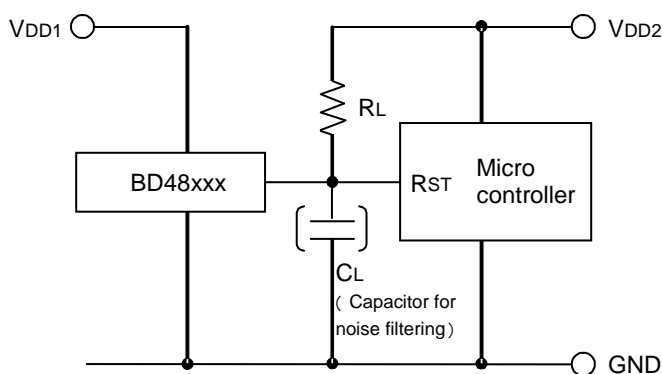 VDD1
VDD2
RL
BD48xxx
RST
Micro
controller
CL
( Capacitor for
noise filtering )
GND